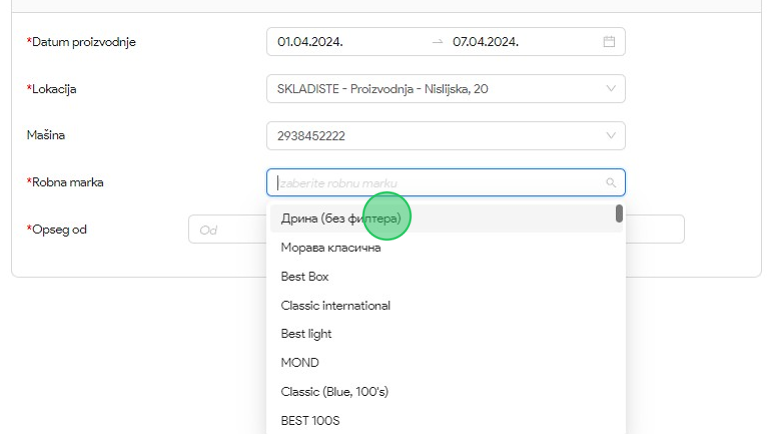 *Datum proizvodnje
01.04.2024. → 07.04.2024.
*Lokacija
SKLADISTE - Proizvodnja - Nislijska, 20
Mašina
2938452222
*Robna marka
Izaberite robnu marku
*Opseg od
Od
Дрина (без филтера)
Морава класична
Best Box
Classic international
Best light
MOND
Classic (Blue, 100's)
BEST 100S